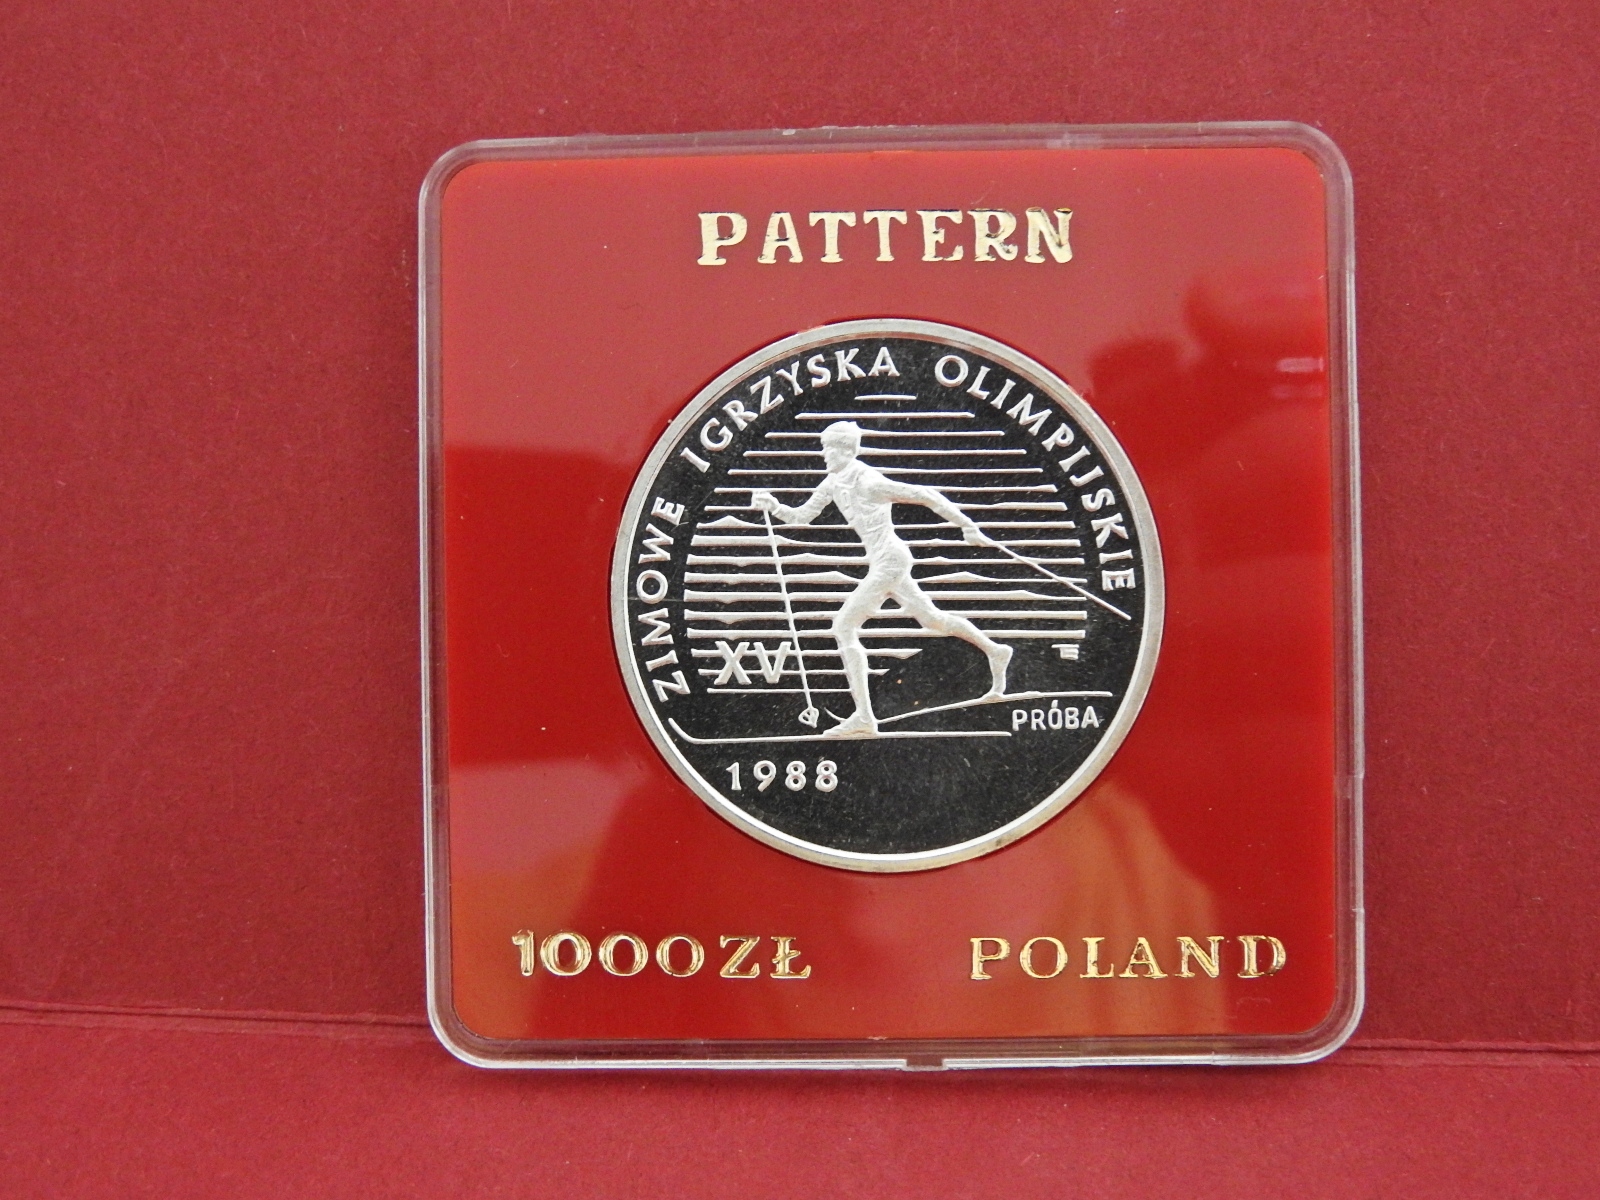 PATTERN
ZIMOWE IGRZYSKA OLIMPIJSKIE
XV
PRÓBA
1988
1000 ZŁ POLAND